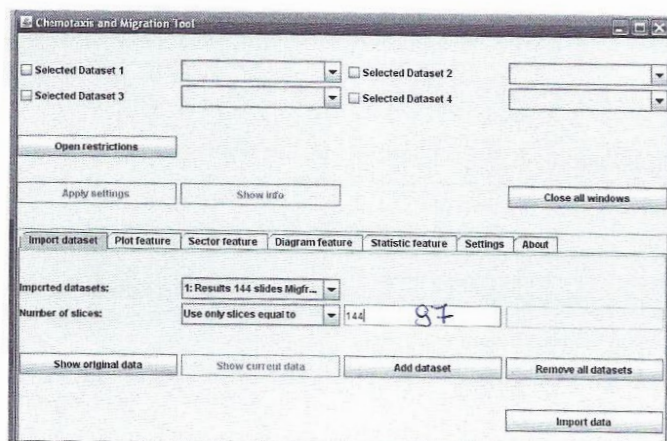 Chemotaxis and Migration Tool
Selected Dataset 1
Selected Dataset 2
Selected Dataset 3
Selected Dataset 4
Open restrictions
Apply settings Show info Close all windows
Import dataset Plot feature Sector feature Diagram feature Statistic feature Settings About
Imported datasets: 1: Results 144 slides Migfr...
Number of slices: Use only slices equal to 144 97
Show original data Show current data Add dataset Remove all datasets
Import data